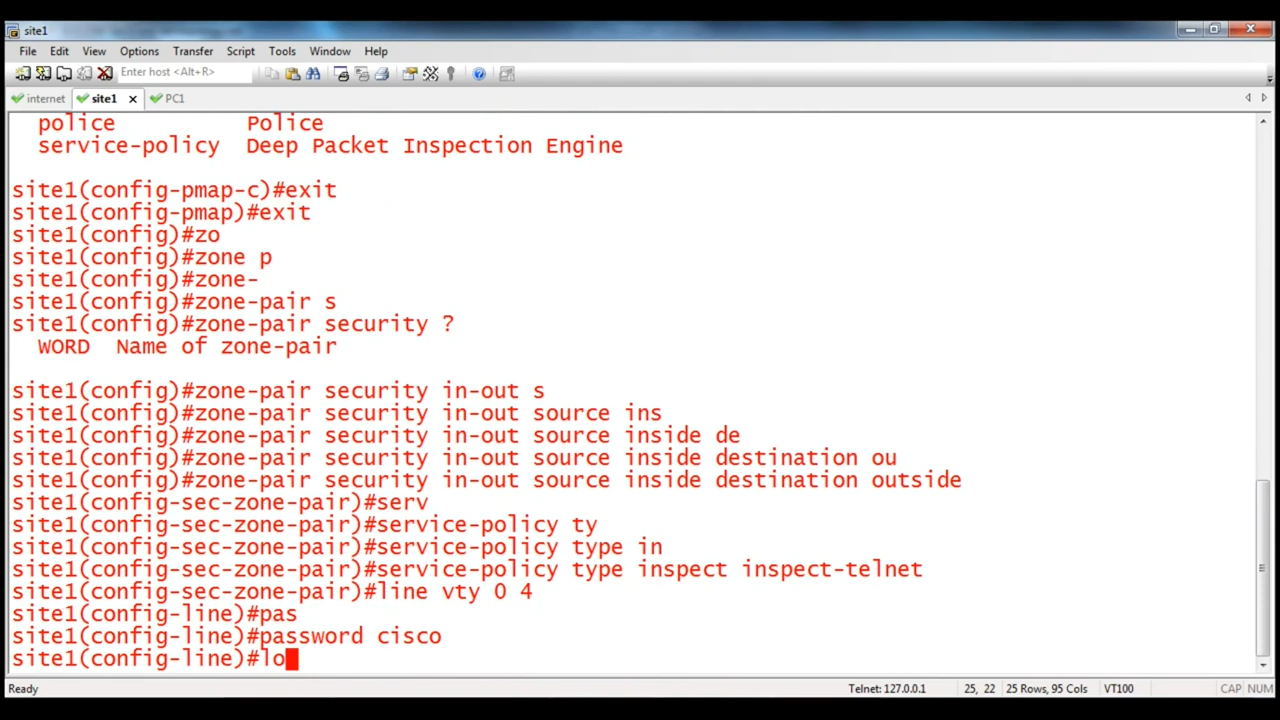 site1
File Edit View Options Transfer Script Tools Window Help
Enter host <Alt+R>
internet site1 PC1
police Police
service-policy Deep Packet Inspection Engine
site1(config-pmap-c)#exit
site1(config-pmap)#exit
site1(config)#zo
site1(config)#zone p
site1(config)#zone-
site1(config)#zone-pair s
site1(config)#zone-pair security ?
WORD Name of zone-pair
site1(config)#zone-pair security in-out s
site1(config)#zone-pair security in-out source ins
site1(config)#zone-pair security in-out source inside de
site1(config)#zone-pair security in-out source inside destination ou
site1(config)#zone-pair security in-out source inside destination outside
site1(config-sec-zone-pair)#serv
site1(config-sec-zone-pair)#service-policy ty
site1(config-sec-zone-pair)#service-policy type in
site1(config-sec-zone-pair)#service-policy type inspect inspect-telnet
site1(config-sec-zone-pair)#line vty 0 4
site1(config-line)#pas
site1(config-line)#password cisco
site1(config-line)#lo
Ready Telnet: 127.0.0.1 25, 22 25 Rows, 95 Cols VT100 CAP NUM